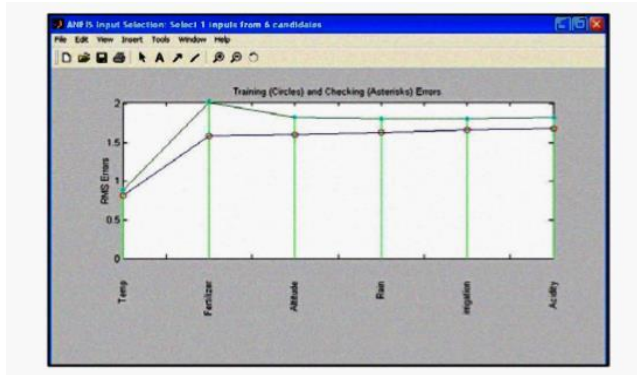 ANFIS Input Selection: Select 1 inputs from 6 candidates
File Edit View Insert Tools Window Help
Training (Circles) and Checking (Asterisks) Errors
RMS Errors
2
1.5
1
0.5
0
Temp
Fertilizer
Altitude
Rain
irrigation
Acidity